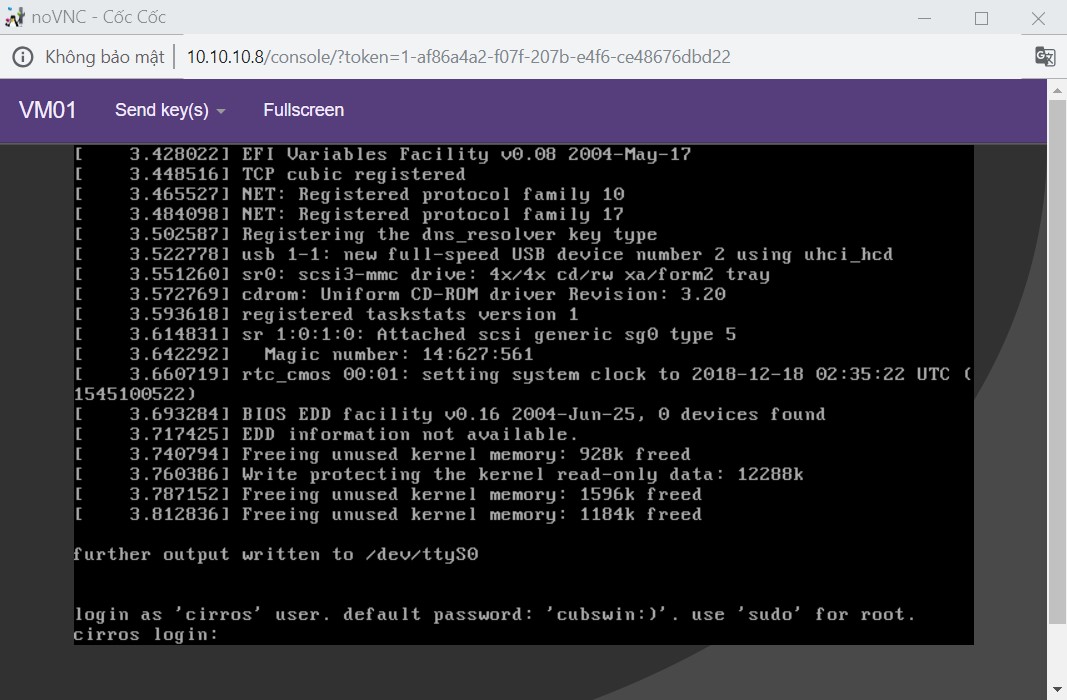 noVNC - Cốc Cốc
Không bảo mật 10.10.10.8/console/?token=1-af86a4a2-f07f-207b-e4f6-ce48676dbd22
VM01 Send key(s) Fullscreen
[    3.428022] EFI Variables Facility v0.08 2004-May-17
[    3.448516] TCP cubic registered
[    3.465527] NET: Registered protocol family 10
[    3.484098] NET: Registered protocol family 17
[    3.502587] Registering the dns_resolver key type
[    3.522778] usb 1-1: new full-speed USB device number 2 using uhci_hcd
[    3.551260] sr0: scsi3-mmc drive: 4x/4x cd/rw xa/form2 tray
[    3.572769] cdrom: Uniform CD-ROM driver Revision: 3.20
[    3.593618] registered taskstats version 1
[    3.614831] sr 1:0:1:0: Attached scsi generic sg0 type 5
[    3.642292]   Magic number: 14:627:561
[    3.660719] rtc_cmos 00:01: setting system clock to 2018-12-18 02:35:22 UTC (
1545100522)
[    3.693284] BIOS EDD facility v0.16 2004-Jun-25, 0 devices found
[    3.717425] EDD information not available.
[    3.740794] Freeing unused kernel memory: 928k freed
[    3.760386] Write protecting the kernel read-only data: 12288k
[    3.787152] Freeing unused kernel memory: 1596k freed
[    3.812836] Freeing unused kernel memory: 1184k freed
further output written to /dev/ttyS0
login as 'cirros' user. default password: 'cubswin:)'. use 'sudo' for root.
cirros login: